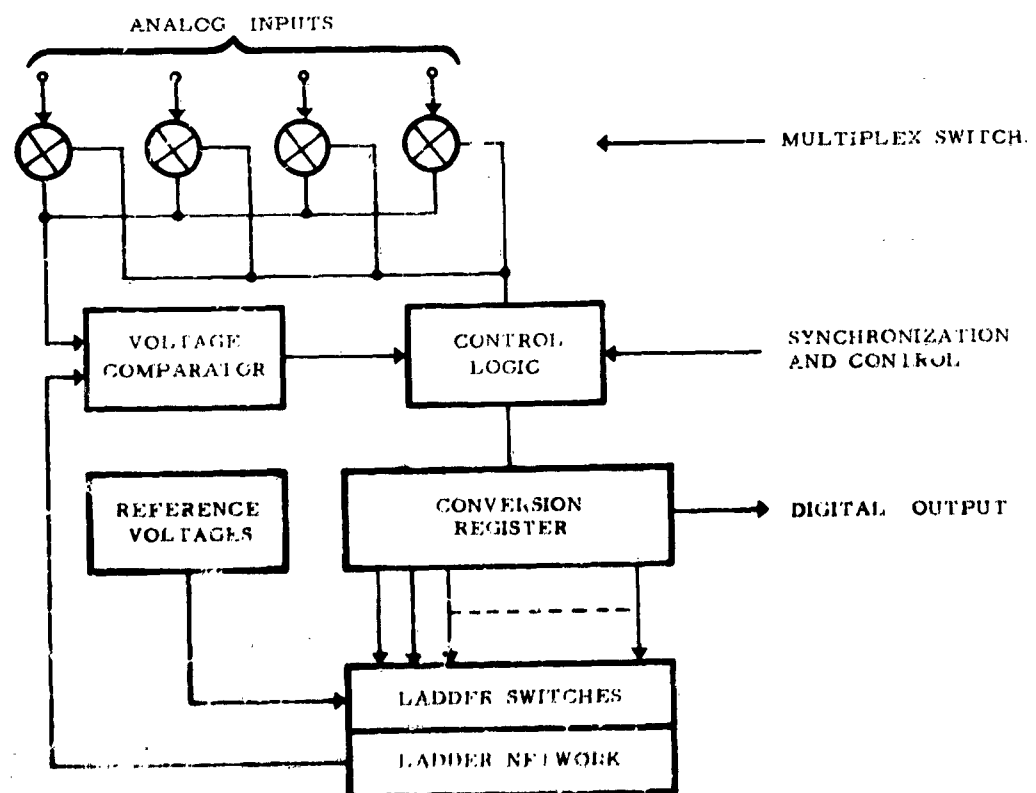 ANALOG INPUTS
MULTIPLEX SWITCH
VOLTAGE
COMPARATOR
CONTROL
LOGIC
SYNCHRONIZATION
AND CONTROL
REFERENCE
VOLTAGES
CONVERSION
REGISTER
DIGITAL OUTPUT
LADDER SWITCHES
LADDER NETWORK